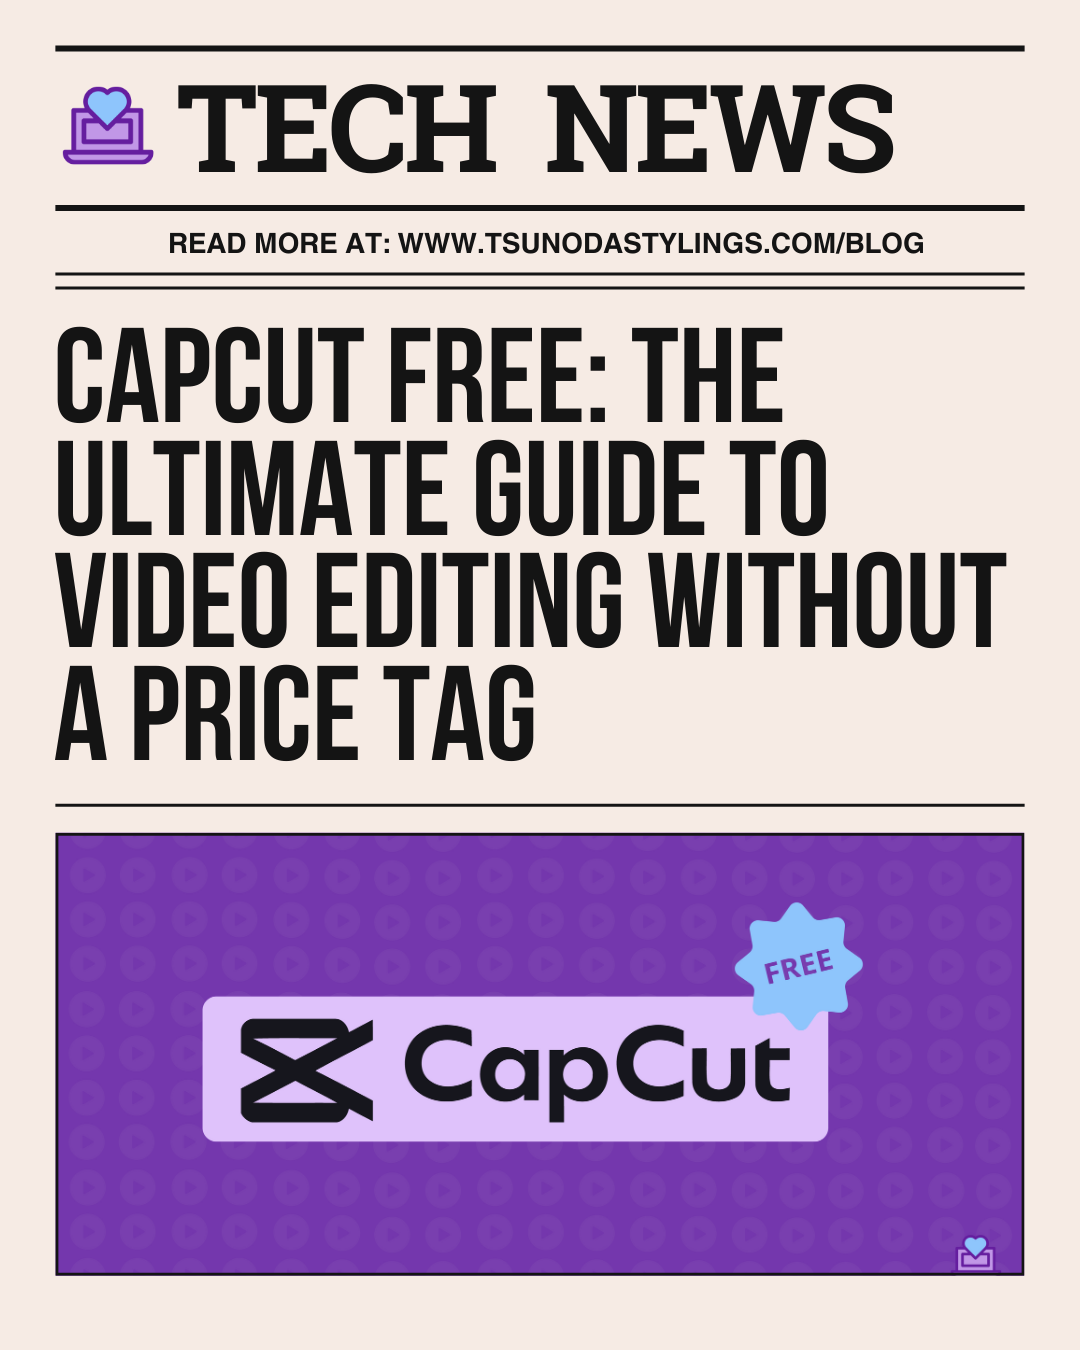 TECH NEWS
READ MORE AT: WWW.TSUNODASTYLINGS.COM/BLOG
CAPCUT FREE: THE
ULTIMATE GUIDE TO
VIDEO EDITING WITHOUT
A PRICE TAG
FREE
CapCut